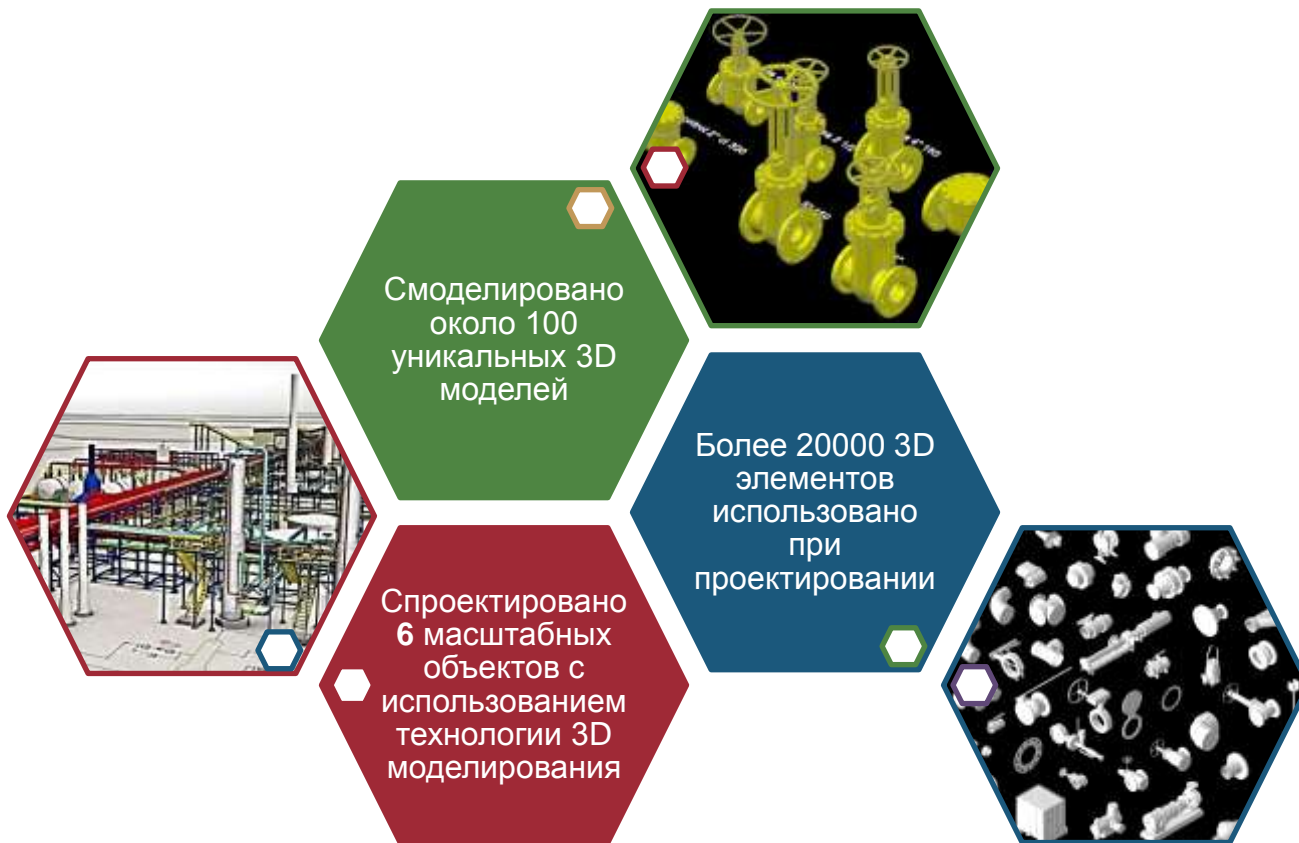 Смоделировано
около 100
уникальных 3D
моделей
Более 20000 3D
элементов
использовано
при
проектировании
Спроектировано
6 масштабных
объектов с
использованием
технологии 3D
моделирования